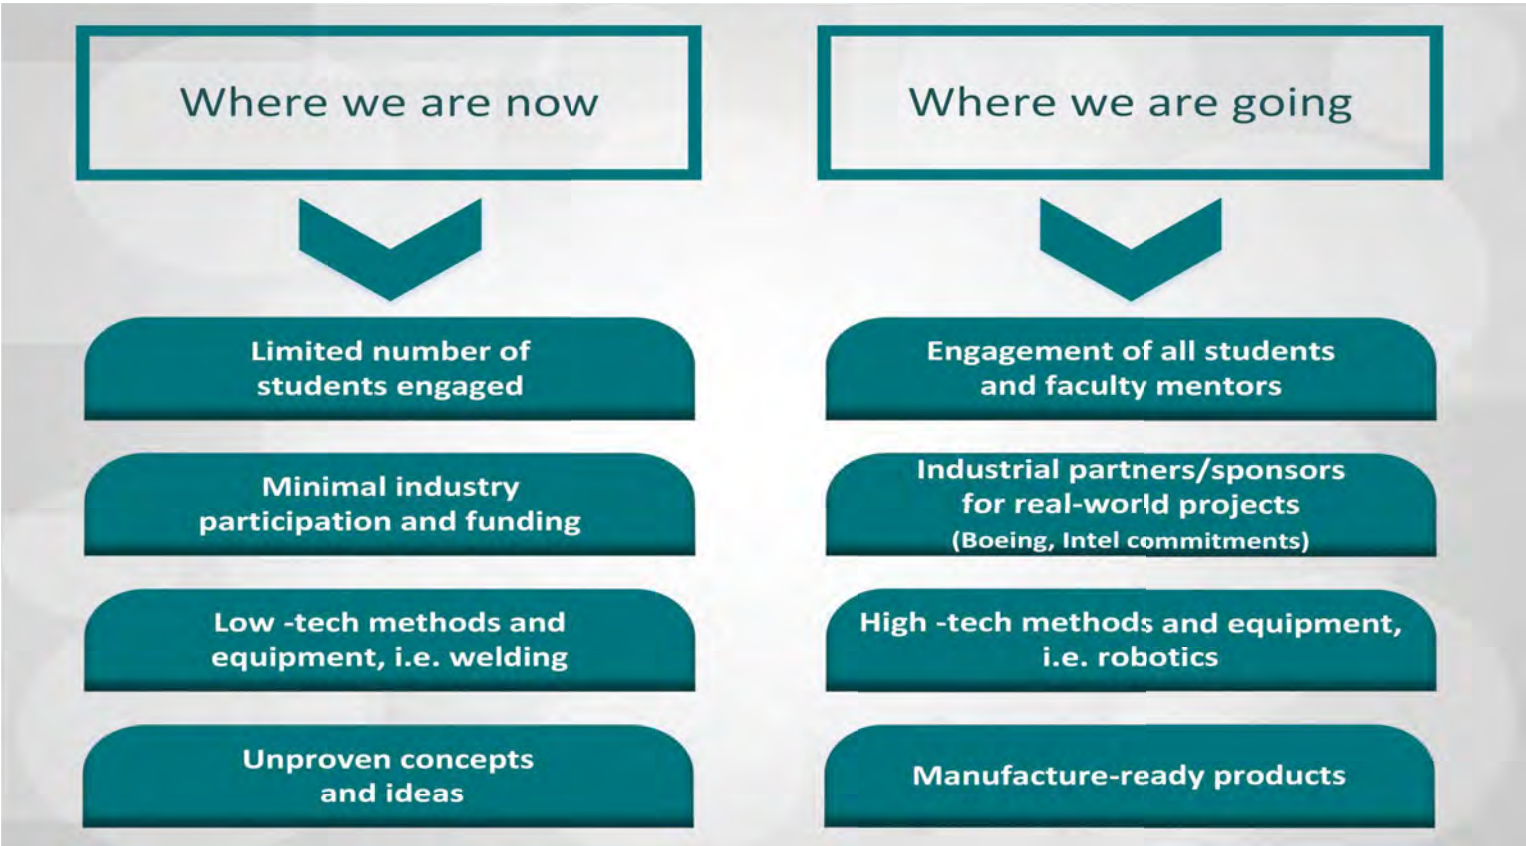 Where we are now
Limited number of
students engaged
Minimal industry
participation and funding
Low -tech methods and
equipment, i.e. welding
Unproven concepts
and ideas
Where we are going
Engagement of all students
and faculty mentors
Industrial partners/sponsors
for real-world projects
(Boeing, Intel commitments)
High -tech methods and equipment,
i.e. robotics
Manufacture-ready products